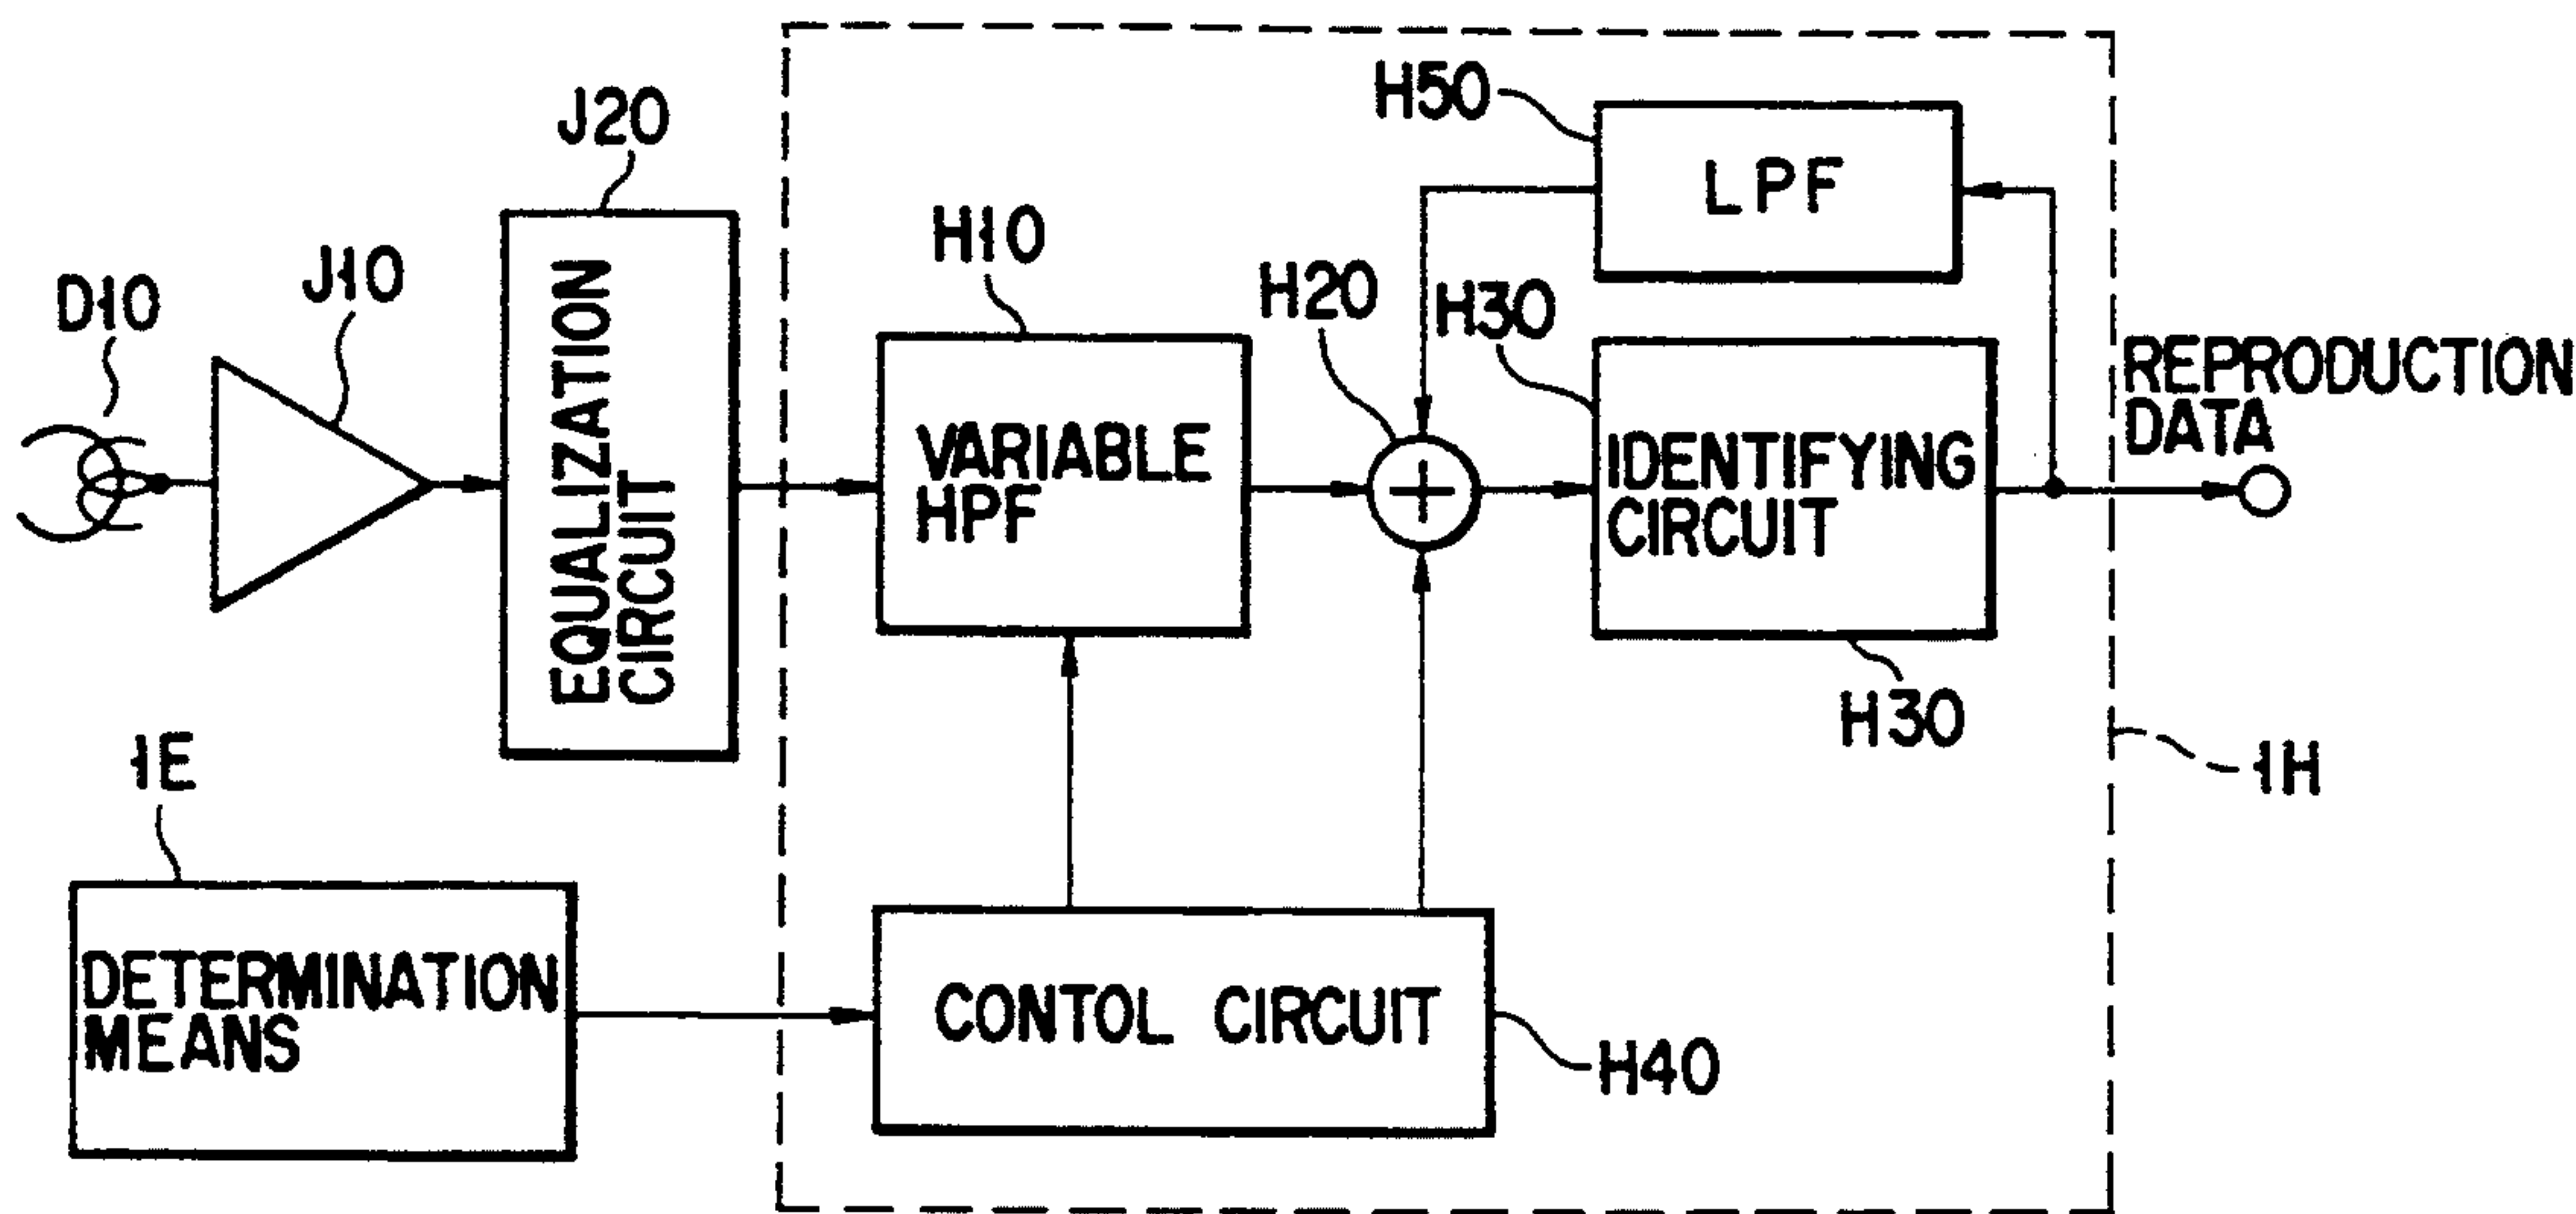 H50
J20
LPF
H10
J10
H20
H30
D10
EQUALIZATION
CIRCUIT
REPRODUCTION
DATA
VARIABLE
HPF
IDENTIFYING
CIRCUIT
H30
1E
1H
DETERMINATION
MEANS
CONTOL CIRCUIT
H40